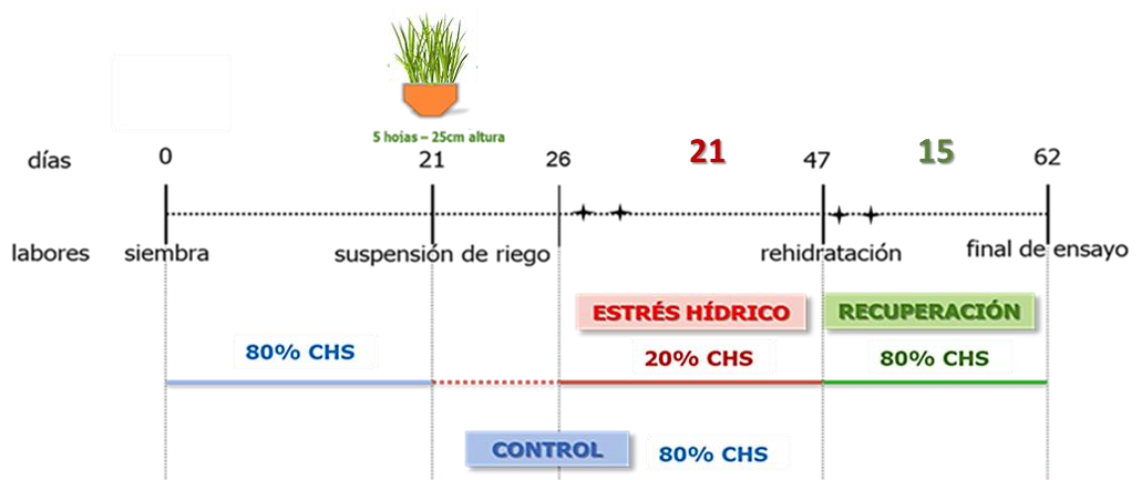 5 hojas – 25cm altura
días 0 21 26 21 47 15 62
labores siembra suspensión de riego rehidratación final de ensayo
ESTRÉS HÍDRICO RECUPERACIÓN
80% CHS 20% CHS 80% CHS
CONTROL 80% CHS